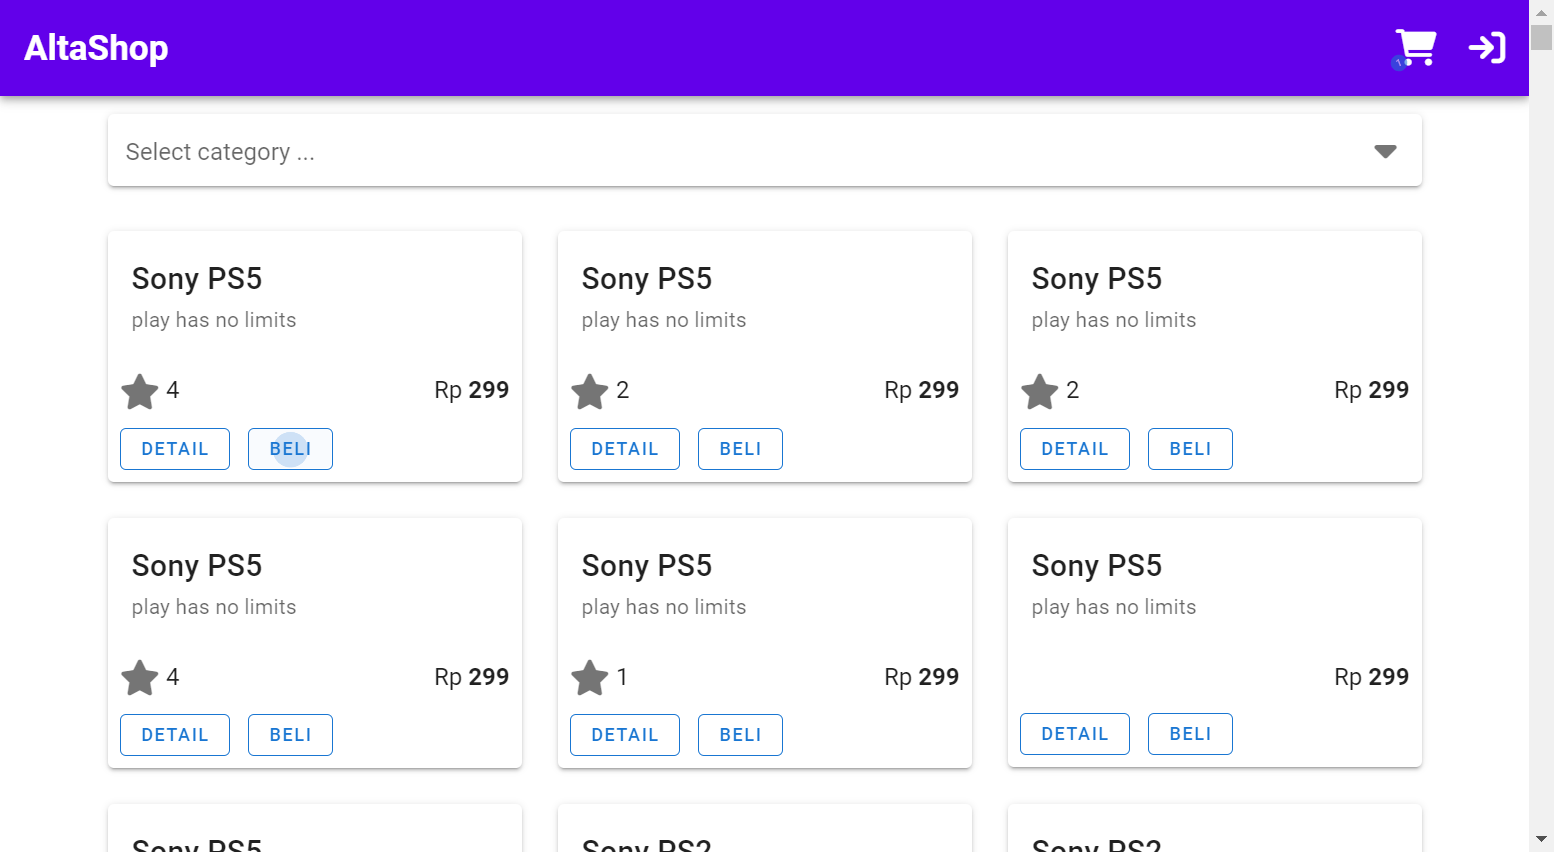 AltaShop
Select category ...
Sony PS5
play has no limits
4
Rp 299
DETAIL
BELI
Sony PS5
play has no limits
2
Rp 299
DETAIL
BELI
Sony PS5
play has no limits
2
Rp 299
DETAIL
BELI
Sony PS5
play has no limits
4
Rp 299
DETAIL
BELI
Sony PS5
play has no limits
1
Rp 299
DETAIL
BELI
Sony PS5
play has no limits
Rp 299
DETAIL
BELI
Sony PS5
Sony PS2
Sony PS2